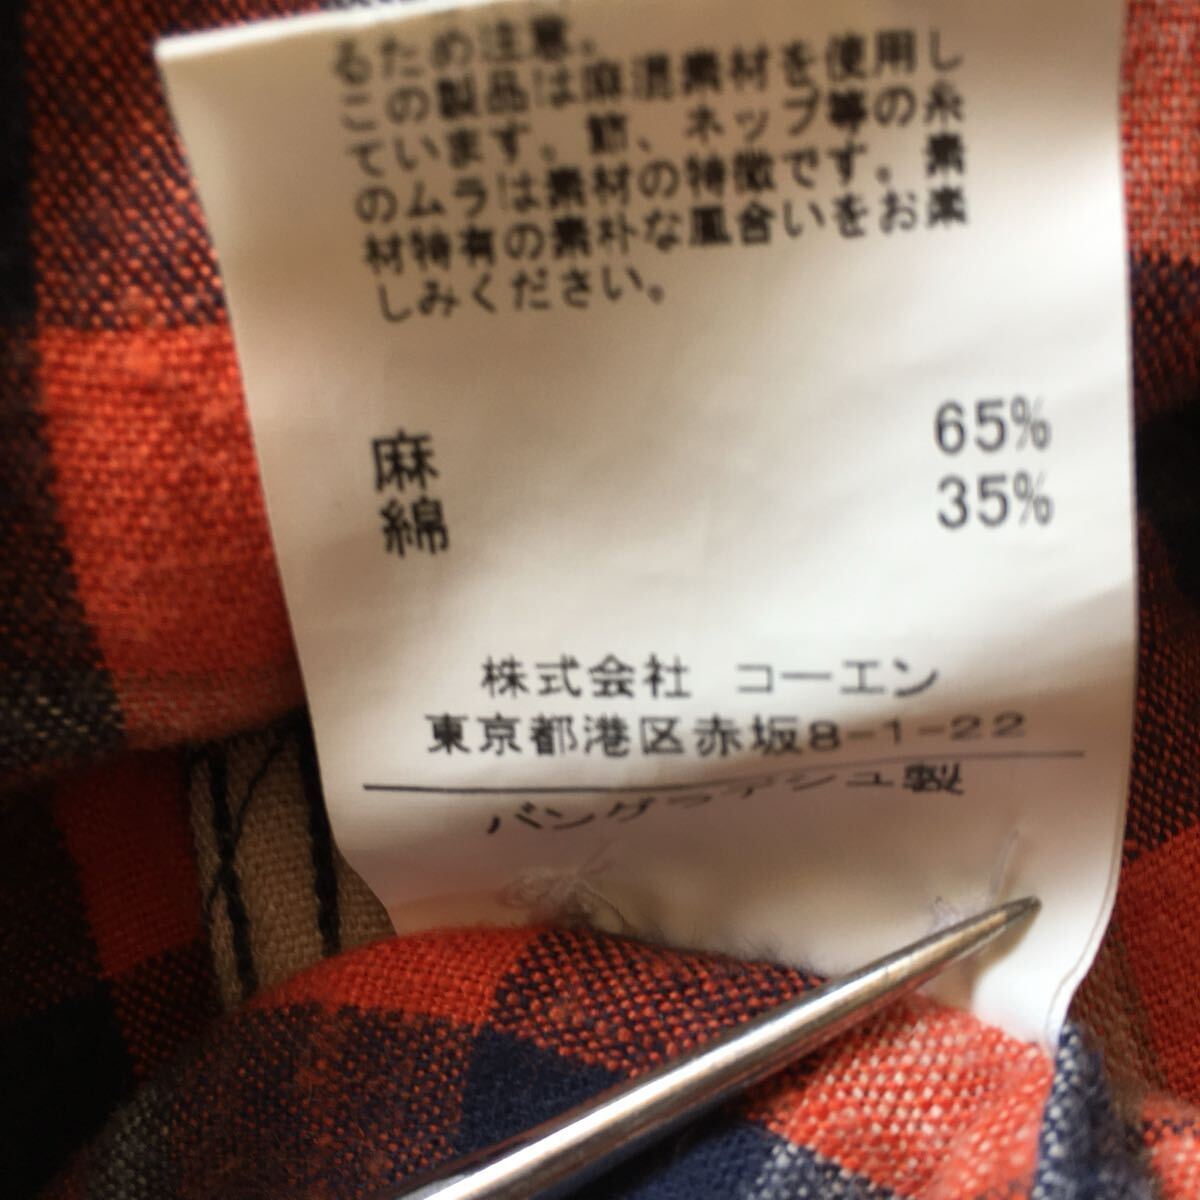 るため注意。
この製品は麻混素材を使用し
ています。節、ネップ等の糸
のムラは素材の特徴です。素
材特有の素朴な風合いをお楽
しみください。
麻 65%
綿 35%
株式会社 コーエン
東京都港区赤坂8-1-22
バングラデシュ製